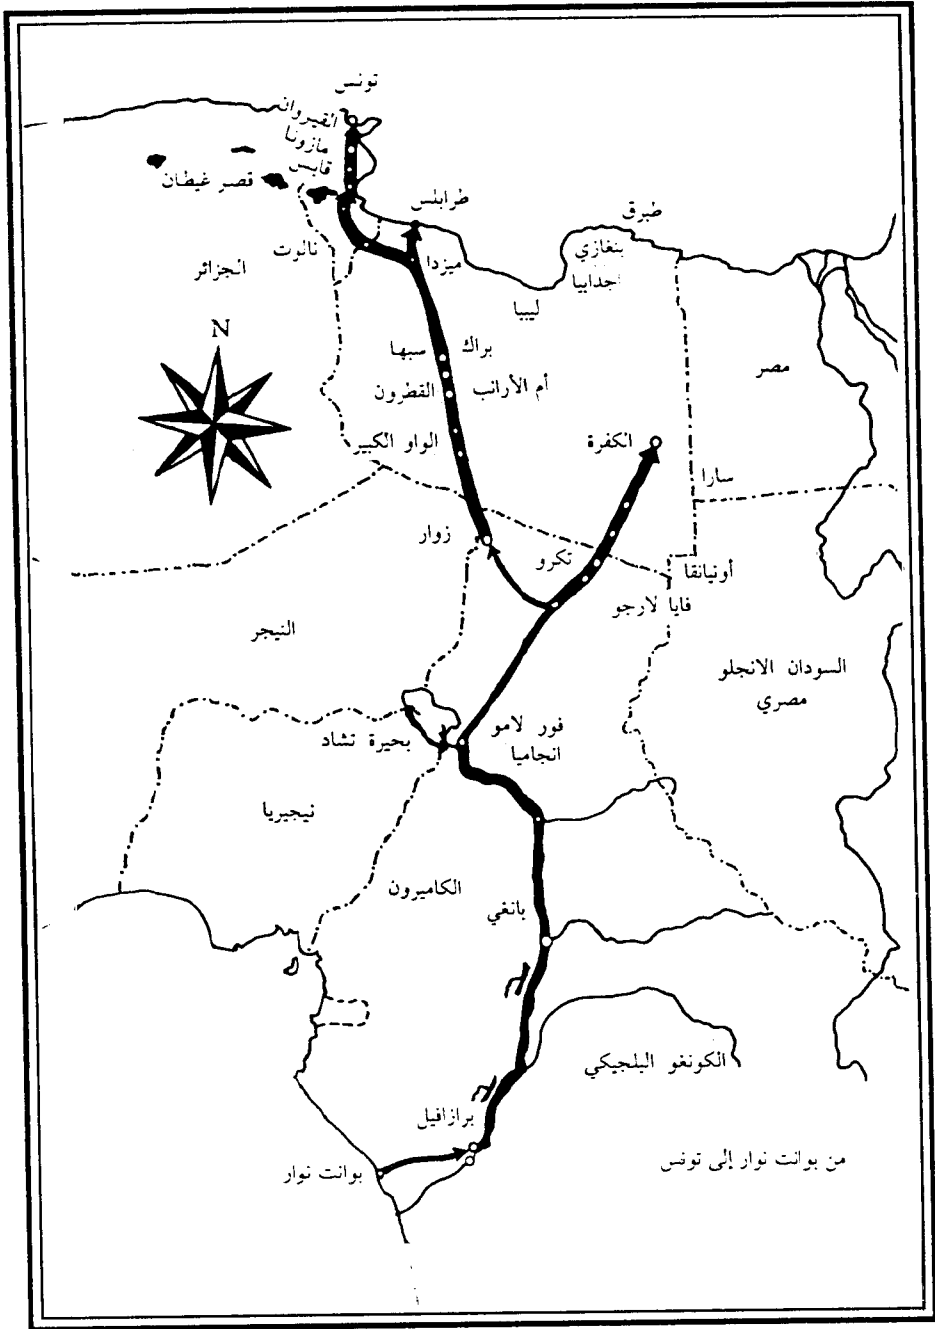 تونس
القيروان
مازونا
قابس
قصر غيطان
طرابلس
طبرق
نالوت
ميزدا
بنغازي
اجدابيا
الجزائر
ليبيا
N
سبها
براك
مصر
القطرون
أم الأرانب
الواو الكبير
الكفرة
سارا
زوار
تكرو
أونيانقا
فايا لارجو
النيجر
السودان الانجلو
مصري
بحيرة تشاد
فور لامو
انجاميا
نيجيريا
الكاميرون
بانغي
الكونغو البلجيكي
برازافيل
بوانت نوار
من بوانت نوار إلى تونس